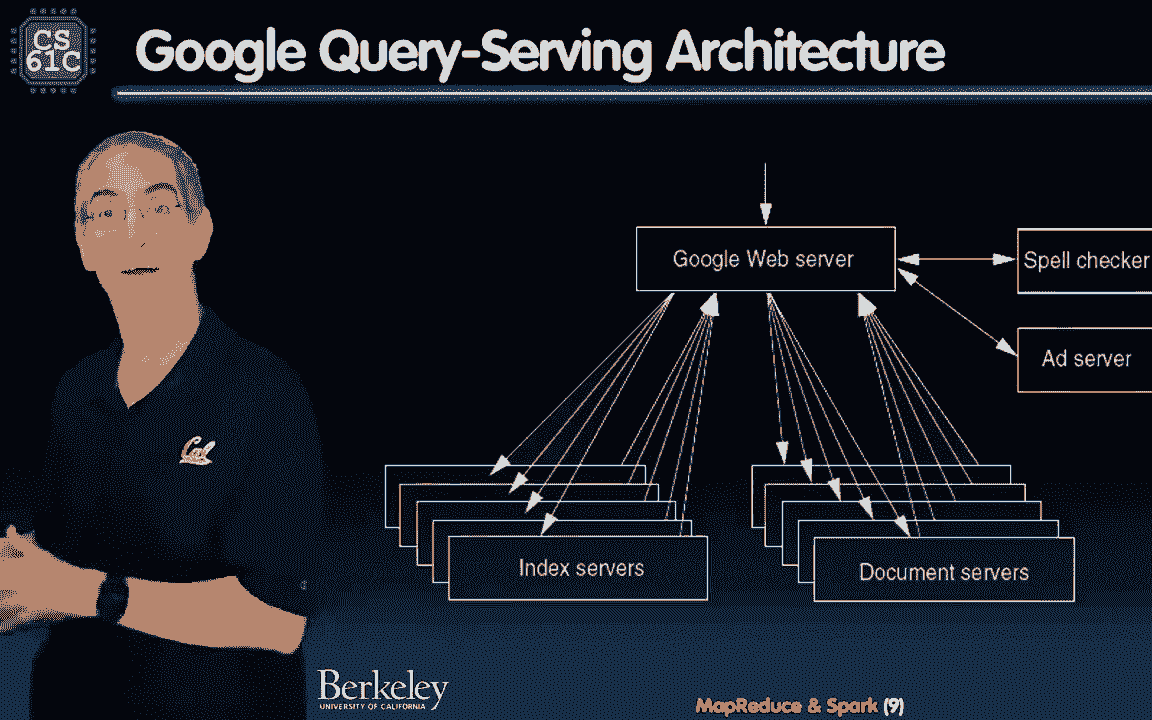 CS
61C
Google Query-Serving Architecture
Google Web server
Spell checker
Ad server
Cal
Index servers
Document servers
Berkeley
UNIVERSITY OF CALIFORNIA
MapReduce & Spark (9)